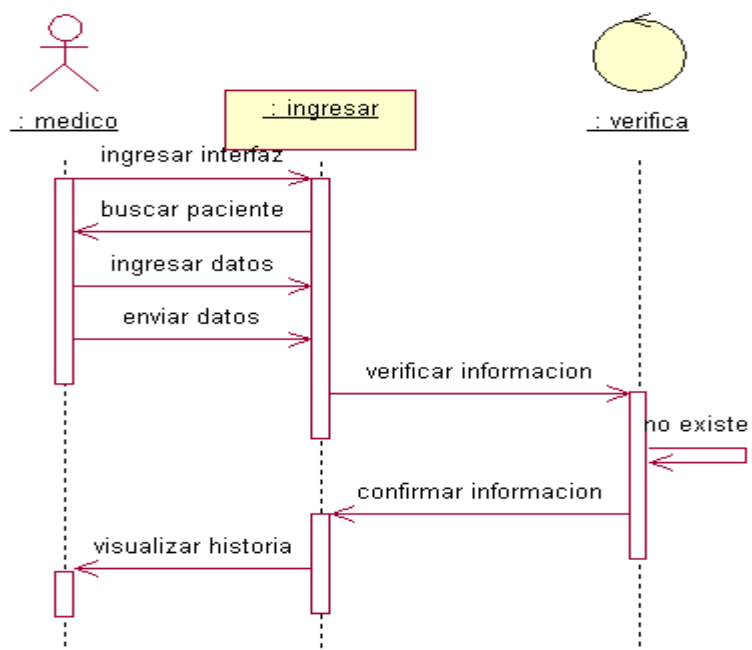 : medico
: ingresar
: verifica
ingresar interfaz
buscar paciente
ingresar datos
enviar datos
verificar informacion
no existe
confirmar informacion
visualizar historia